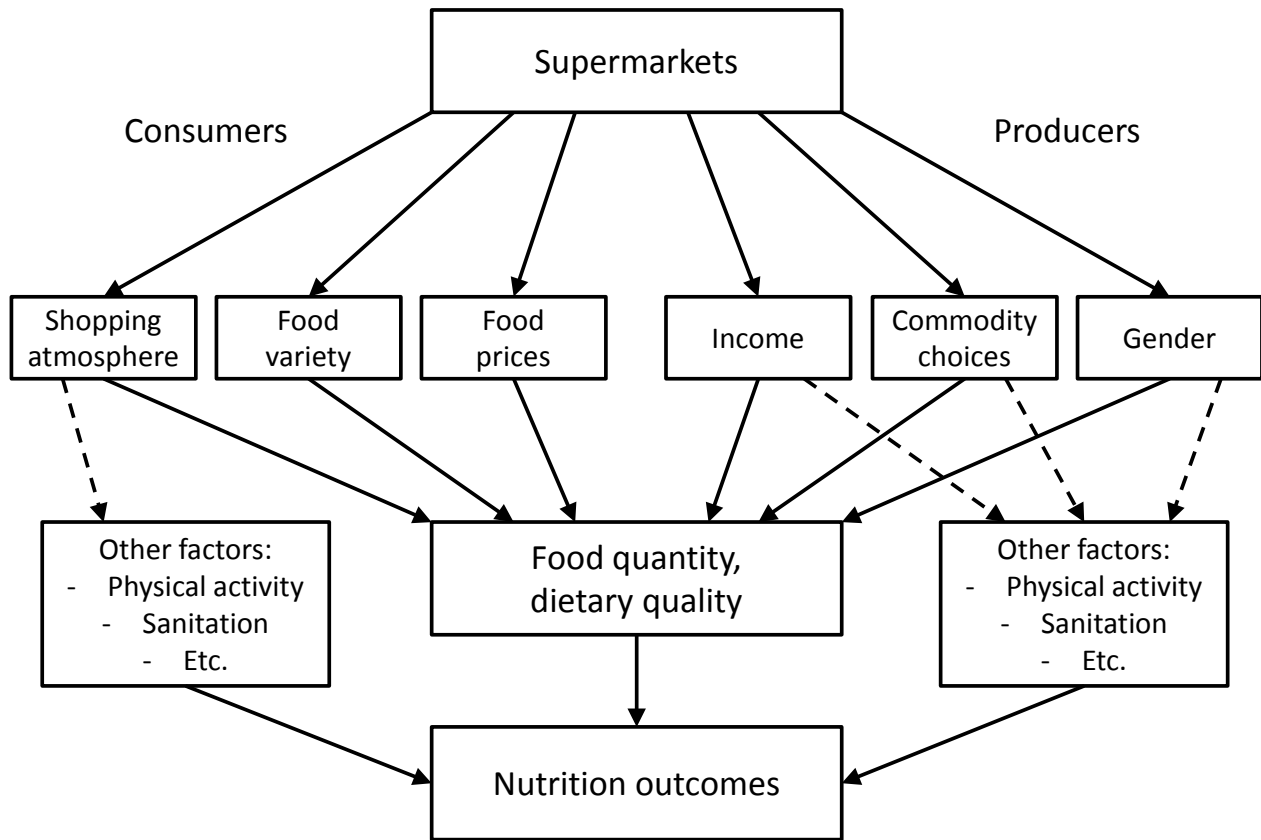 Supermarkets
Consumers
Producers
Shopping
atmosphere
Food
variety
Food
prices
Income
Commodity
choices
Gender
Other factors:
- Physical activity
- Sanitation
- Etc.
Food quantity,
dietary quality
Other factors:
- Physical activity
- Sanitation
- Etc.
Nutrition outcomes